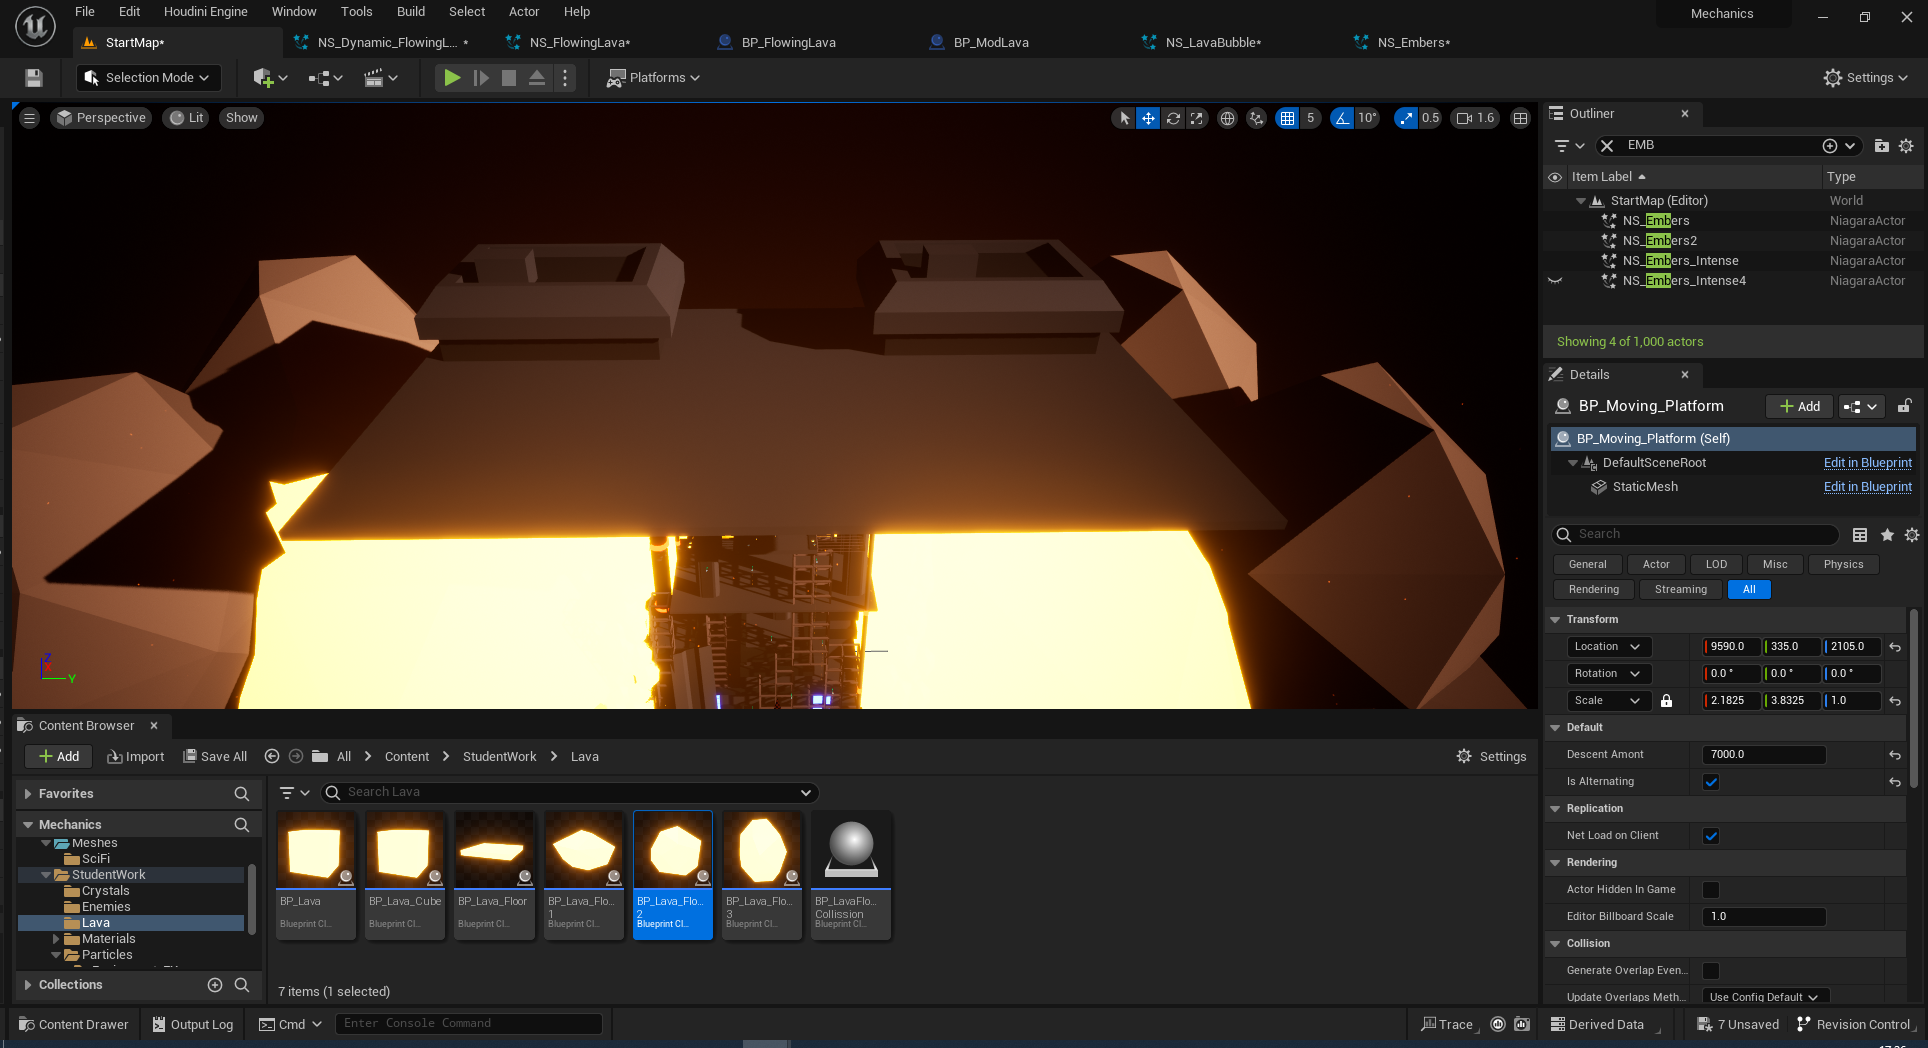 File Edit Houdini Engine Window Tools Build Select Actor Help
Mechanics
StartMap*
NS_Dynamic_FlowingL... *
NS_FlowingLava*
BP_FlowingLava
BP_ModLava
NS_LavaBubble*
NS_Embers*
Selection Mode
Platforms
Settings
Perspective
Lit
Show
5
10°
0.5
1.6
Z
Y
Outliner
EMB
Item Label
Type
StartMap (Editor) World
NS_Embers NiagaraActor
NS_Embers2 NiagaraActor
NS_Embers_Intense NiagaraActor
NS_Embers_Intense4 NiagaraActor
Showing 4 of 1,000 actors
Details
BP_Moving_Platform
Add
BP_Moving_Platform (Self)
DefaultSceneRoot Edit in Blueprint
StaticMesh Edit in Blueprint
Search
General Actor LOD Misc Physics
Rendering Streaming All
Transform
Location 9590.0 335.0 2105.0
Rotation 0.0 ° 0.0 ° 0.0 °
Scale 2.1825 3.8325 1.0
Default
Descent Amont 7000.0
Is Alternating
Replication
Net Load on Client
Rendering
Actor Hidden In Game
Editor Billboard Scale 1.0
Collision
Generate Overlap Even...
Update Overlaps Meth... Use Config Default
Content Browser
Add Import Save All All Content StudentWork Lava
Settings
Favorites
Mechanics
Meshes
SciFi
StudentWork
Crystals
Enemies
Lava
Materials
Particles
Collections
Search Lava
BP_Lava
Blueprint Cl...
BP_Lava_Cube
Blueprint Cl...
BP_Lava_Floor
Blueprint Cl...
BP_Lava_Flo...
1
Blueprint Cl...
BP_Lava_Flo...
2
Blueprint Cl...
BP_Lava_Flo...
3
Blueprint Cl...
BP_LavaFlo...
Collission
Blueprint Cl...
7 items (1 selected)
Content Drawer Output Log Cmd Enter Console Command
Trace Derived Data 7 Unsaved Revision Control